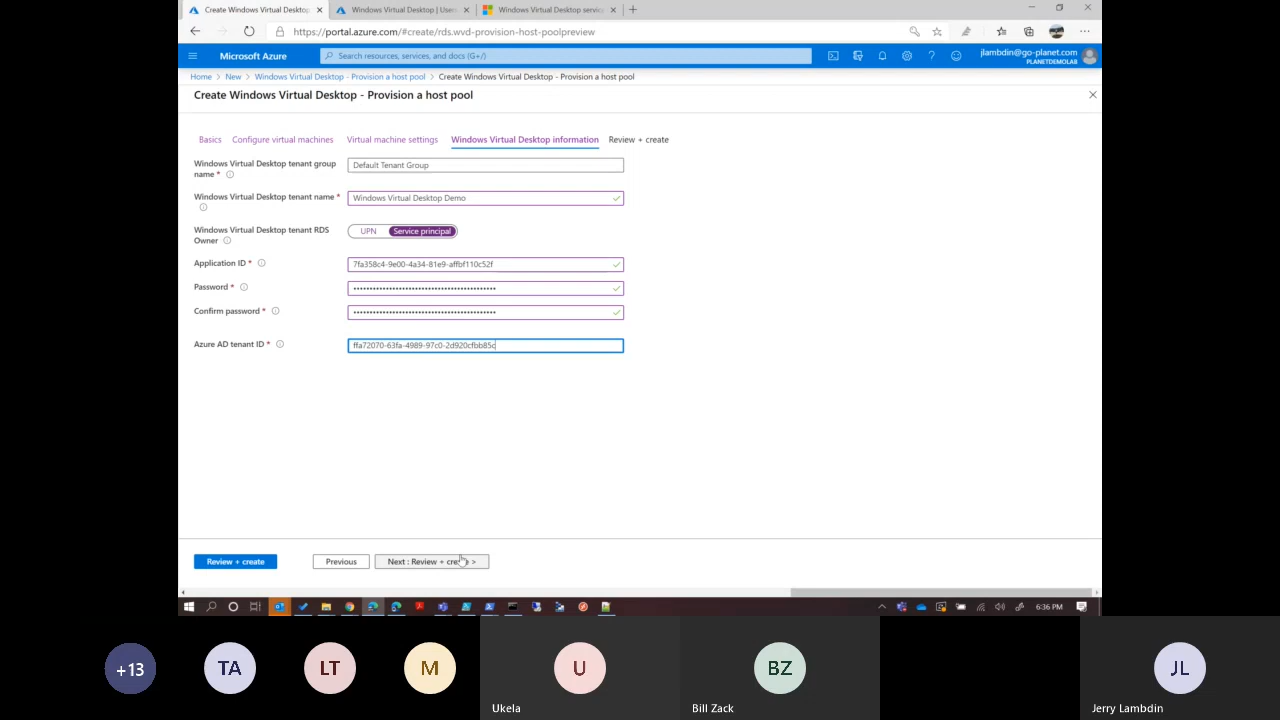 Create Windows Virtual Desktop
Windows Virtual Desktop | User
Windows Virtual Desktop servic
https://portal.azure.com/#create/rds.wvd-provision-host-poolpreview
Microsoft Azure
Search resources, services, and docs (G+/)
jlambdin@go-planet.com
PLANETDEMOLAB
Home > New > Windows Virtual Desktop - Provision a host pool > Create Windows Virtual Desktop - Provision a host pool
Create Windows Virtual Desktop - Provision a host pool
Basics Configure virtual machines Virtual machine settings Windows Virtual Desktop information Review + create
Windows Virtual Desktop tenant group
name *
Default Tenant Group
Windows Virtual Desktop tenant name *
Windows Virtual Desktop Demo
Windows Virtual Desktop tenant RDS
Owner
UPN Service principal
Application ID *
7fa358c4-9e00-4a34-81e9-affbf110c52f
Password *
Confirm password *
Azure AD tenant ID *
ffa72070-63fa-4989-97c0-2d920cfbb85c
Review + create
Previous
Next : Review + create >
6:36 PM
+13
TA
LT
M
U
BZ
JL
Ukela
Bill Zack
Jerry Lambdin